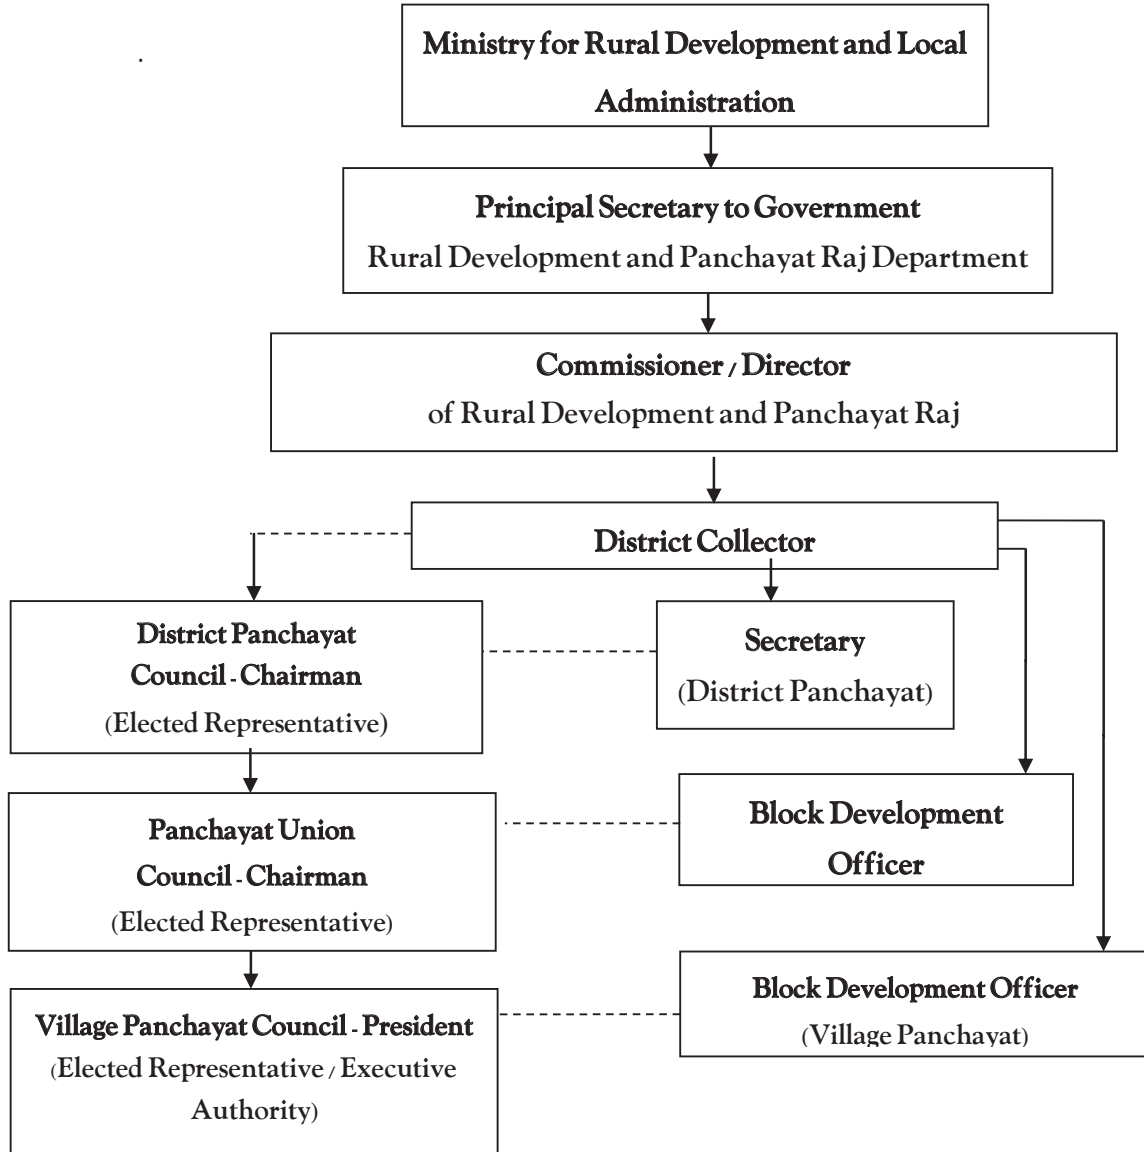 Ministry for Rural Development and Local
Administration
Principal Secretary to Government
Rural Development and Panchayat Raj Department
Commissioner / Director
of Rural Development and Panchayat Raj
District Collector
District Panchayat
Council - Chairman
(Elected Representative)
Secretary
(District Panchayat)
Panchayat Union
Council - Chairman
(Elected Representative)
Block Development
Officer
Village Panchayat Council - President
(Elected Representative / Executive
Authority)
Block Development Officer
(Village Panchayat)